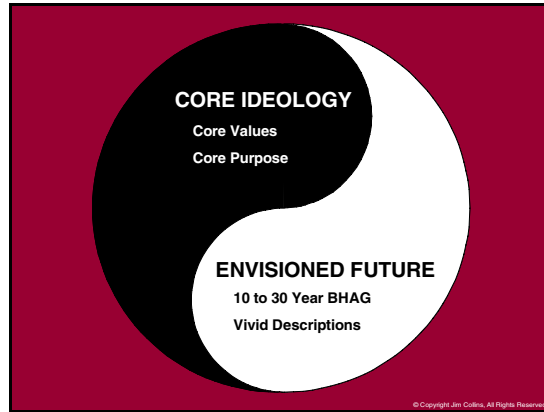 CORE IDEOLOGY
Core Values
Core Purpose
ENVISIONED FUTURE
10 to 30 Year BHAG
Vivid Descriptions
© Copyright Jim Collins, All Rights Reserved